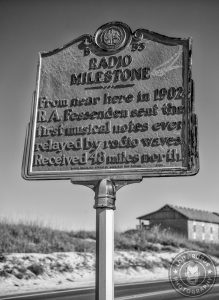 B 53
RADIO
MILESTONE
From near here in 1902
R.A. Fessenden sent the
first musical notes ever
relayed by radio waves.
Received 48 miles north.